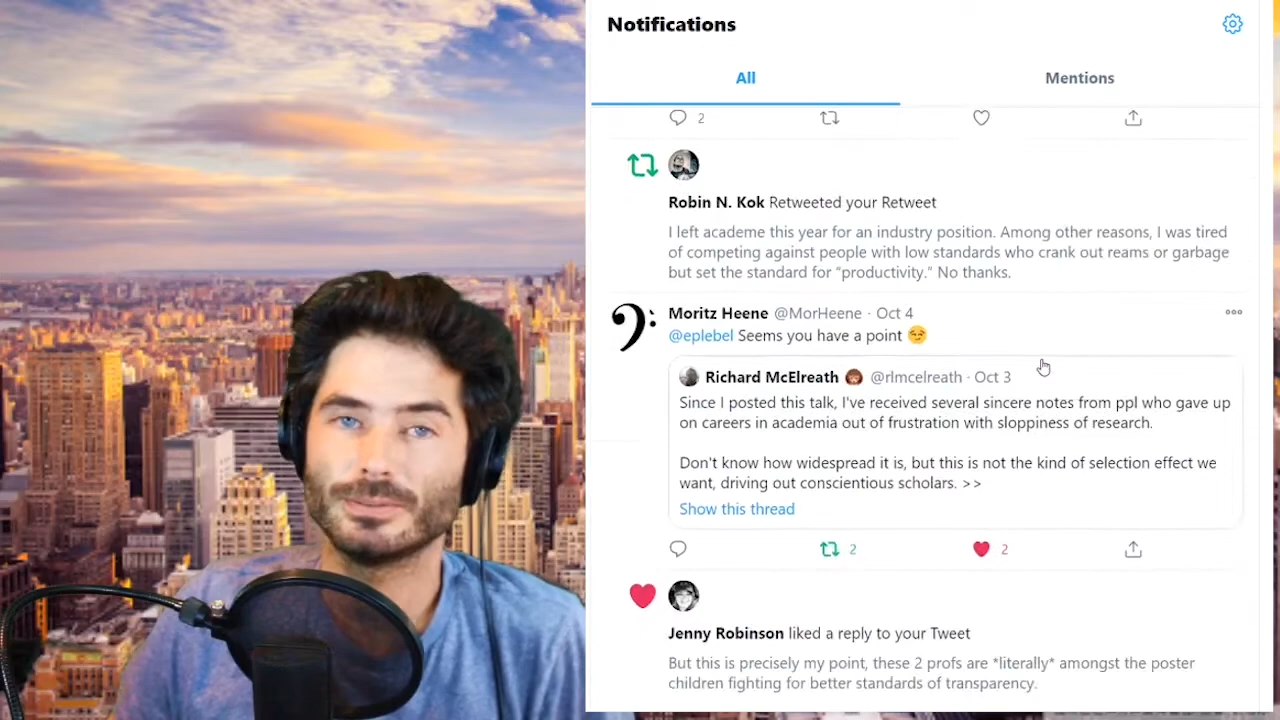 Notifications
All
Mentions
2
Robin N. Kok Retweeted your Retweet
I left academe this year for an industry position. Among other reasons, I was tired
of competing against people with low standards who crank out reams or garbage
but set the standard for “productivity.” No thanks.
Moritz Heene @MorHeene · Oct 4
@eplebel Seems you have a point 😏
Richard McElreath @rlmcelreath · Oct 3
Since I posted this talk, I've received several sincere notes from ppl who gave up
on careers in academia out of frustration with sloppiness of research.
Don't know how widespread it is, but this is not the kind of selection effect we
want, driving out conscientious scholars. >>
Show this thread
2
2
Jenny Robinson liked a reply to your Tweet
But this is precisely my point, these 2 profs are *literally* amongst the poster
children fighting for better standards of transparency.